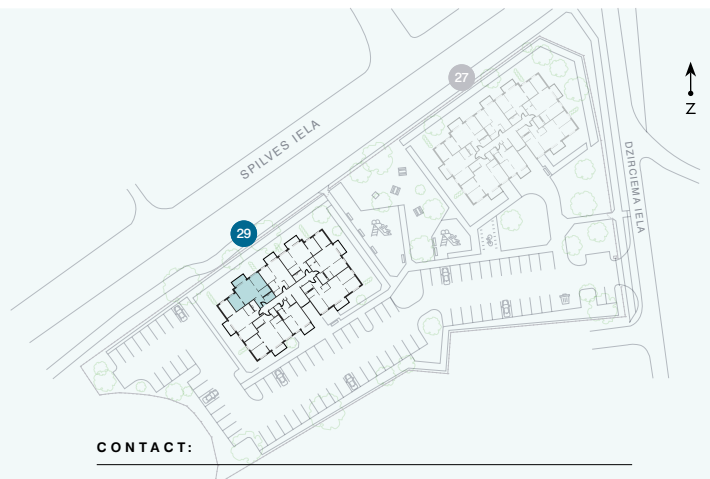 27
Z
SPILVES IELA
DZIRCIEMA IELA
29
CONTACT: